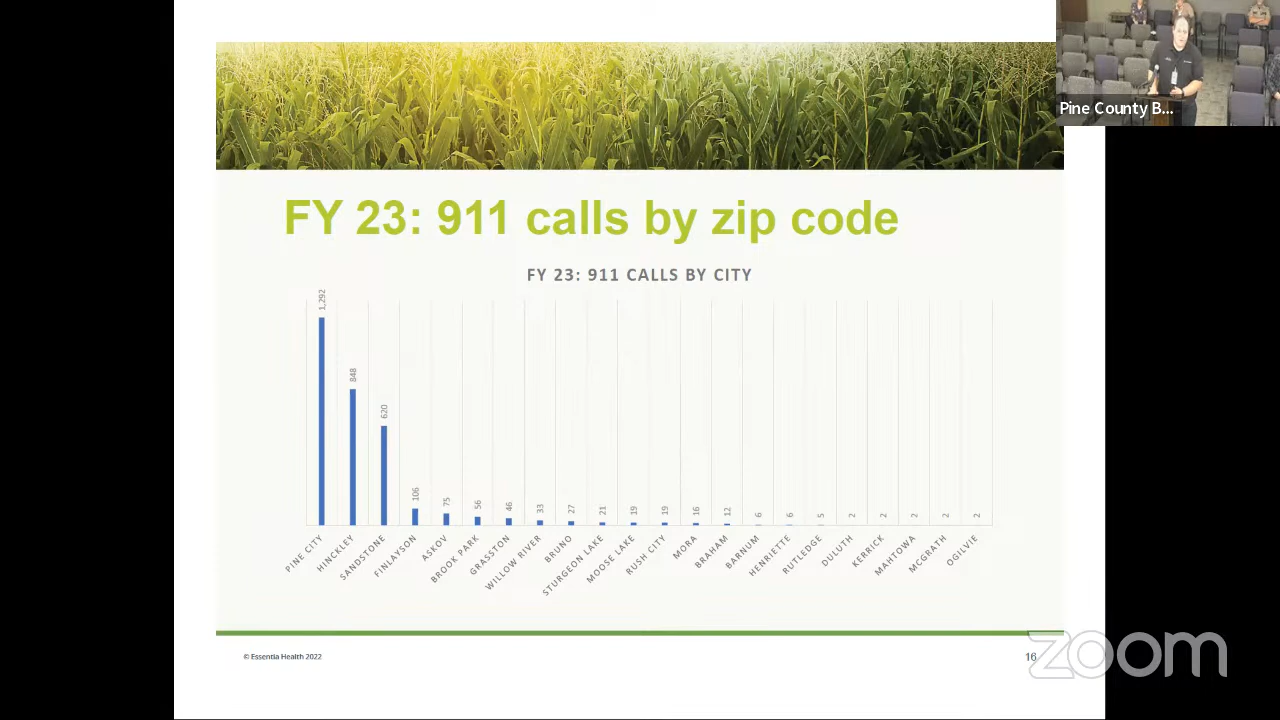 Pine County B...
FY 23: 911 calls by zip code
FY 23: 911 CALLS BY CITY
1,292
848
620
106
75
56
46
33
27
21
19
19
16
12
6
6
5
2
2
2
2
2
PINE CITY
HINCKLEY
SANDSTONE
FINLAYSON
ASKOV
BROOK PARK
GRASSTON
WILLOW RIVER
BRUNO
STURGEON LAKE
MOOSE LAKE
RUSH CITY
MORA
BRAHAM
BARNUM
HENRIETTE
RUTLEDGE
DULUTH
KERRICK
MAHTOWA
MCGRATH
OGILVIE
© Essentia Health 2022
16
zoom